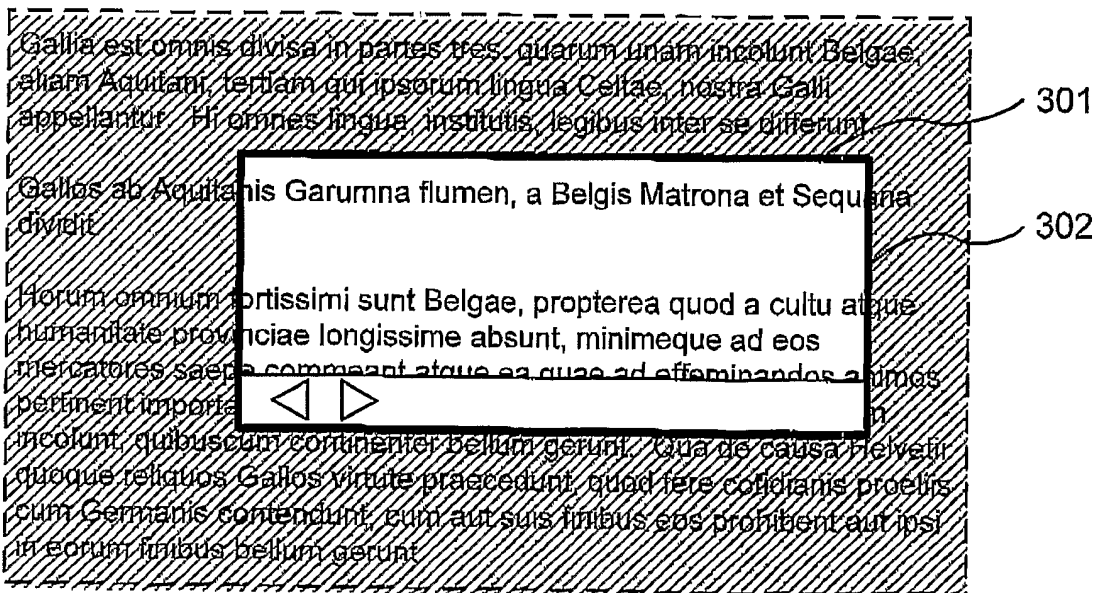 Gallia est omnis divisa in partes tres, quarum unam incolunt Belgae,
aliam Aquitani, tertiam qui ipsorum lingua Celtae, nostra Galli
appellantur. Hi omnes lingua, institutis, legibus inter se differunt.
301
Gallos ab Aquitanis Garumna flumen, a Belgis Matrona et Sequana
dividit.
302
Horum omnium fortissimi sunt Belgae, propterea quod a cultu atque
humanitate provinciae longissime absunt, minimeque ad eos
mercatores saepe commeant atque ea quae ad effeminandos animos
pertinent
incolunt, quibuscum continenter bellum gerunt. Qua de causa Helvetii
quoque reliquos Gallos virtute praecedunt, quod fere cotidianis proeliis
cum Germanis contendunt, cum aut suis finibus eos prohibent aut ipsi
in eorum finibus bellum gerunt